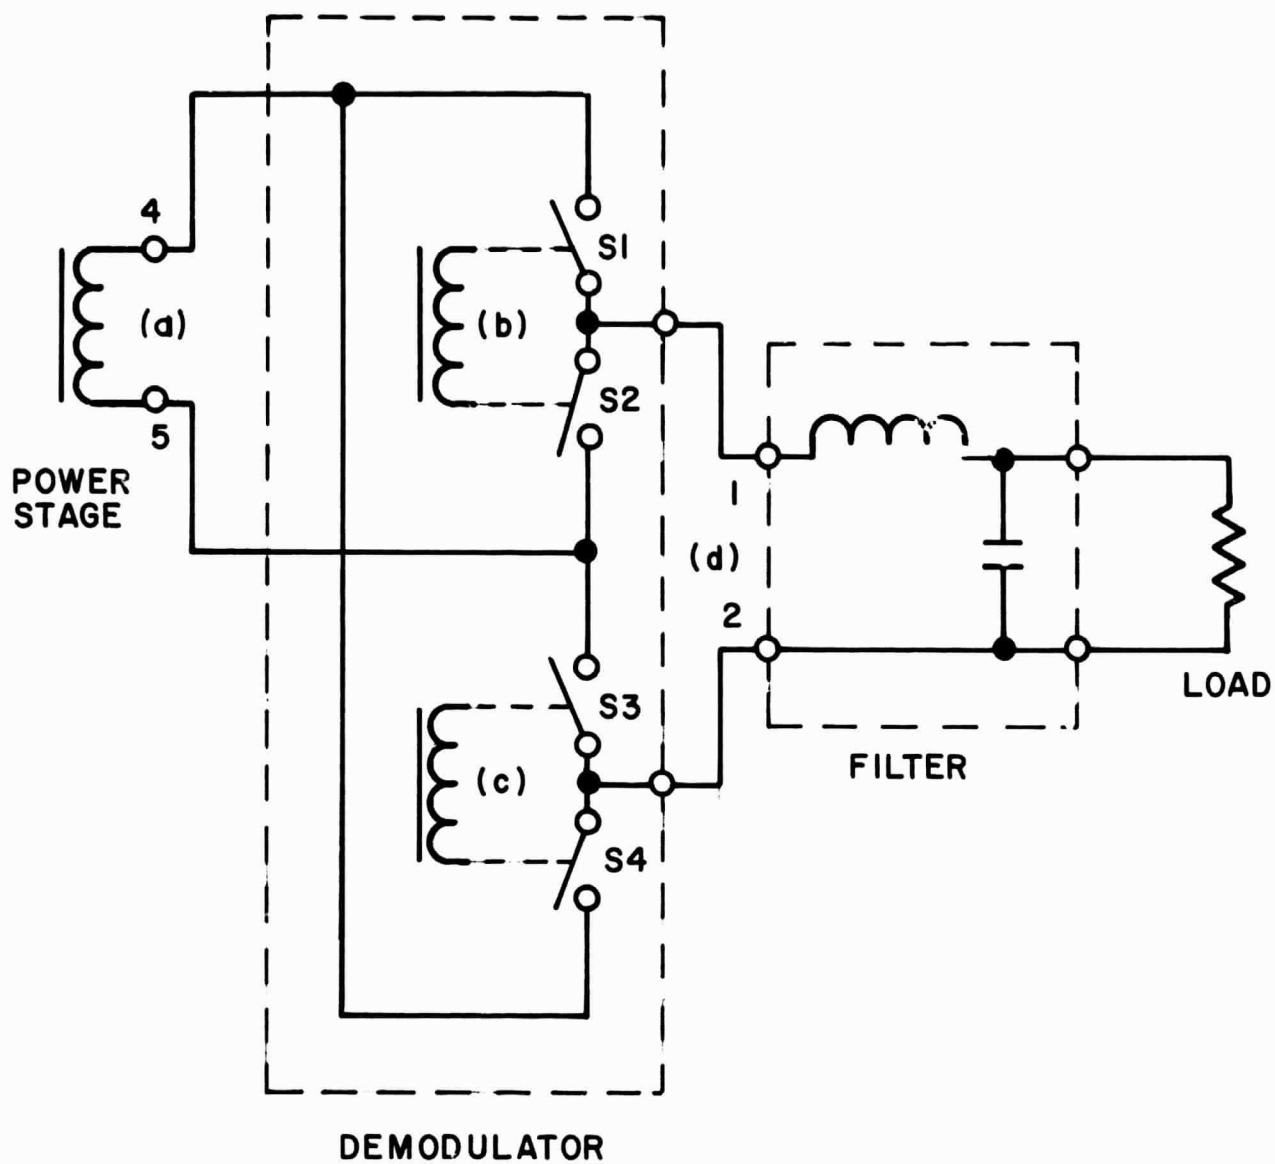 4
(a)
5
POWER
STAGE
S1
(b)
S2
1
(d)
2
S3
(c)
S4
FILTER
LOAD
DEMODULATOR